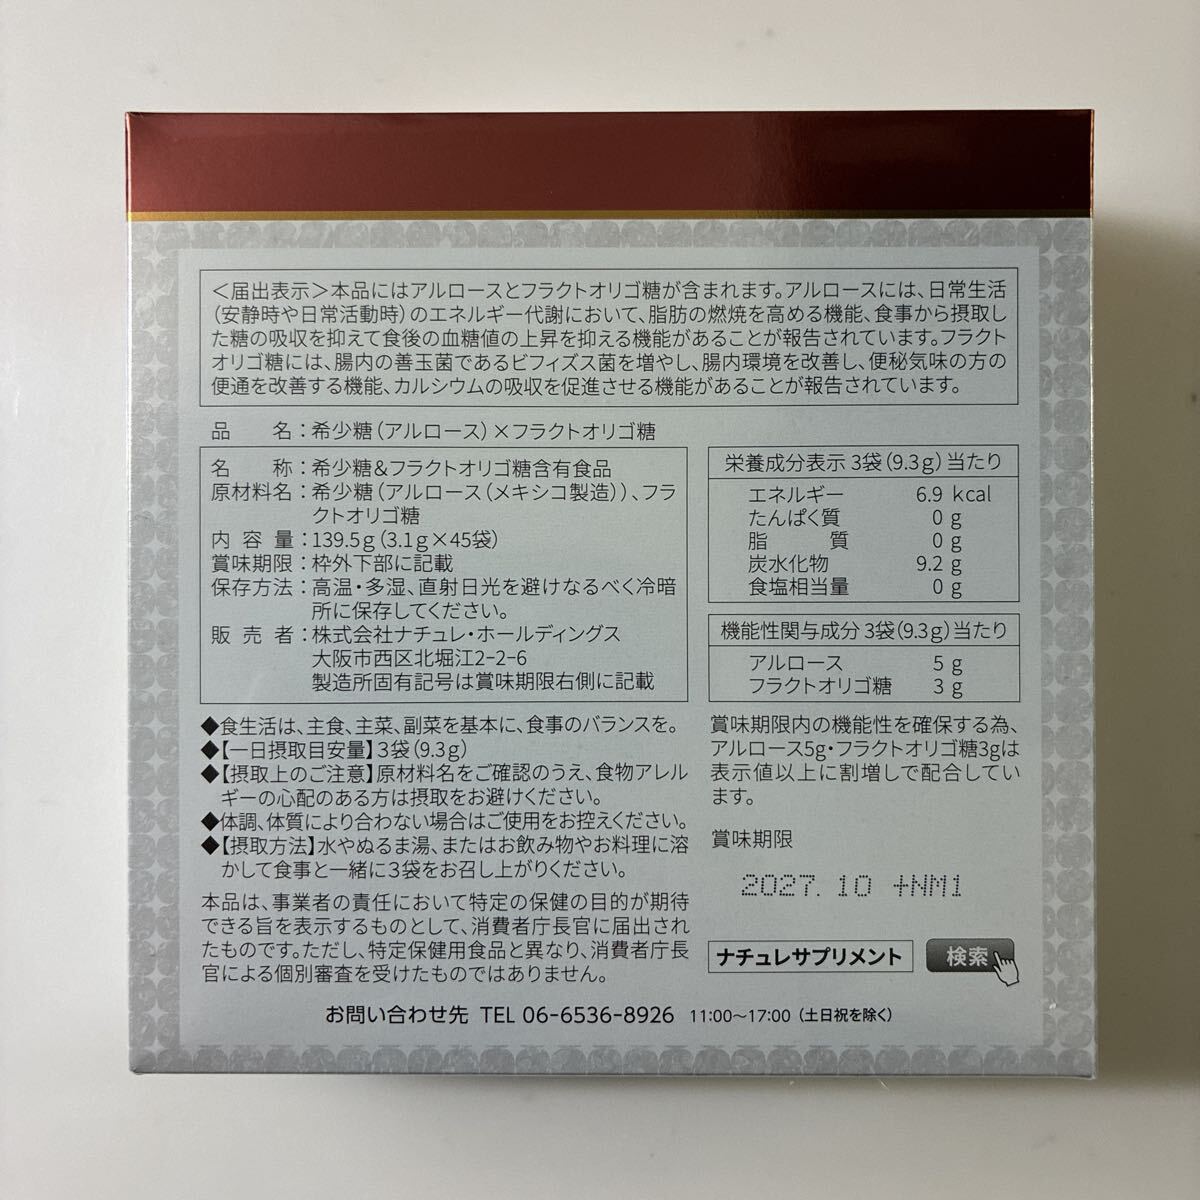 ＜届出表示＞本品にはアルロースとフラクトオリゴ糖が含まれます。アルロースには、日常生活
(安静時や日常活動時)のエネルギー代謝において、脂肪の燃焼を高める機能、食事から摂取し
た糖の吸収を抑えて食後の血糖値の上昇を抑える機能があることが報告されています。フラクト
オリゴ糖には、腸内の善玉菌であるビフィズス菌を増やし、腸内環境を改善し、便秘気味の方の
便通を改善する機能、カルシウムの吸収を促進させる機能があることが報告されています。
品 名：希少糖(アルロース)×フラクトオリゴ糖
名 称：希少糖&フラクトオリゴ糖含有食品
原材料名：希少糖(アルロース(メキシコ製造))、フラ
クトオリゴ糖
内容量：139.5g(3.1g×45袋)
賞味期限：枠外下部に記載
保存方法：高温・多湿、直射日光を避けなるべく冷暗
所に保存してください。
販売者：株式会社ナチュレ・ホールディングス
大阪市西区北堀江2-2-6
製造所固有記号は賞味期限右側に記載
栄養成分表示 3袋(9.3g)当たり
エネルギー 6.9 kcal
たんぱく質 0 g
脂 質 0 g
炭水化物 9.2 g
食塩相当量 0 g
機能性関与成分 3袋(9.3g)当たり
アルロース 5 g
フラクトオリゴ糖 3 g
◆食生活は、主食、主菜、副菜を基本に、食事のバランスを。
◆【一日摂取目安量】3袋(9.3g)
◆【摂取上のご注意】原材料名をご確認のうえ、食物アレル
ギーの心配のある方は摂取をお避けください。
◆体調、体質により合わない場合はご使用をお控えください。
◆【摂取方法】水やぬるま湯、またはお飲み物やお料理に溶
かして食事と一緒に3袋をお召し上がりください。
本品は、事業者の責任において特定の保健の目的が期待
できる旨を表示するものとして、消費者庁長官に届出され
たものです。ただし、特定保健用食品と異なり、消費者庁長
官による個別審査を受けたものではありません。
賞味期限内の機能性を確保する為、
アルロース5g・フラクトオリゴ糖3gは
表示値以上に割増しで配合してい
ます。
賞味期限
2027.10 +NM1
ナチュレサプリメント 検索
お問い合わせ先 TEL 06-6536-8926 11:00～17:00 (土日祝を除く)